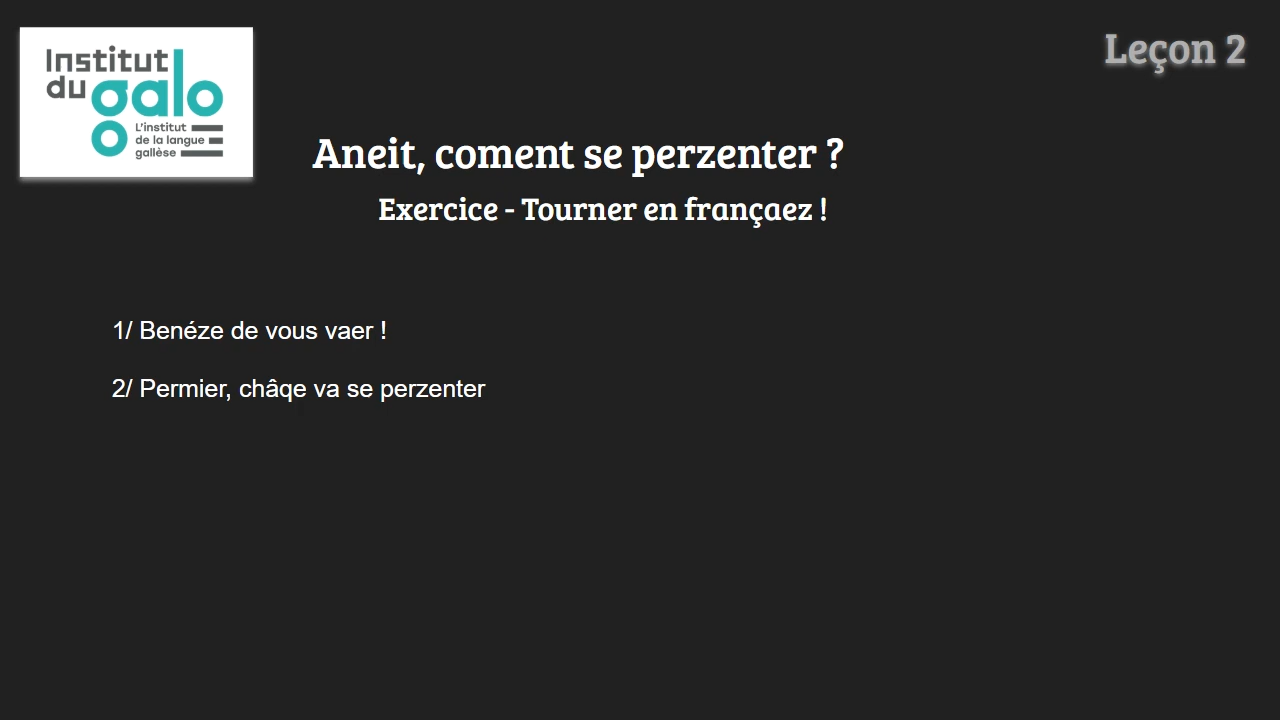 Institut
du galo
L'institut
de la langue
gallèse
Leçon 2
Aneit, coment se perzenter ?
Exercice - Tourner en françaez !
1/ Benéze de vous vaer !
2/ Permier, châqe va se perzenter